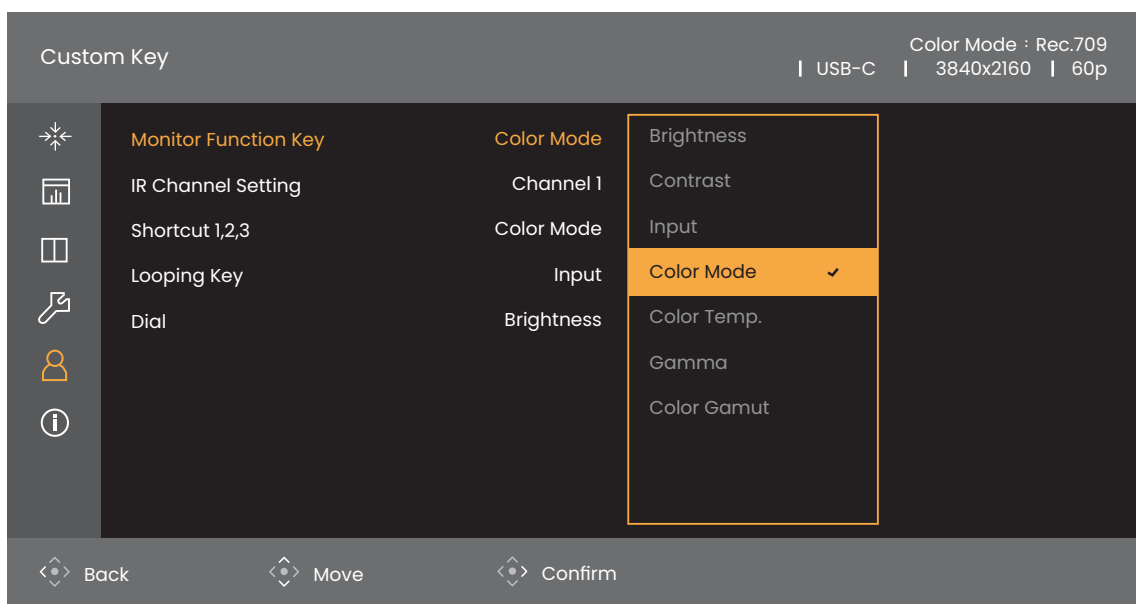 Custom Key
Color Mode : Rec.709
| USB-C | 3840x2160 | 60p
Monitor Function Key Color Mode
IR Channel Setting Channel 1
Shortcut 1,2,3 Color Mode
Looping Key Input
Dial Brightness
Brightness
Contrast
Input
Color Mode
Color Temp.
Gamma
Color Gamut
Back Move Confirm